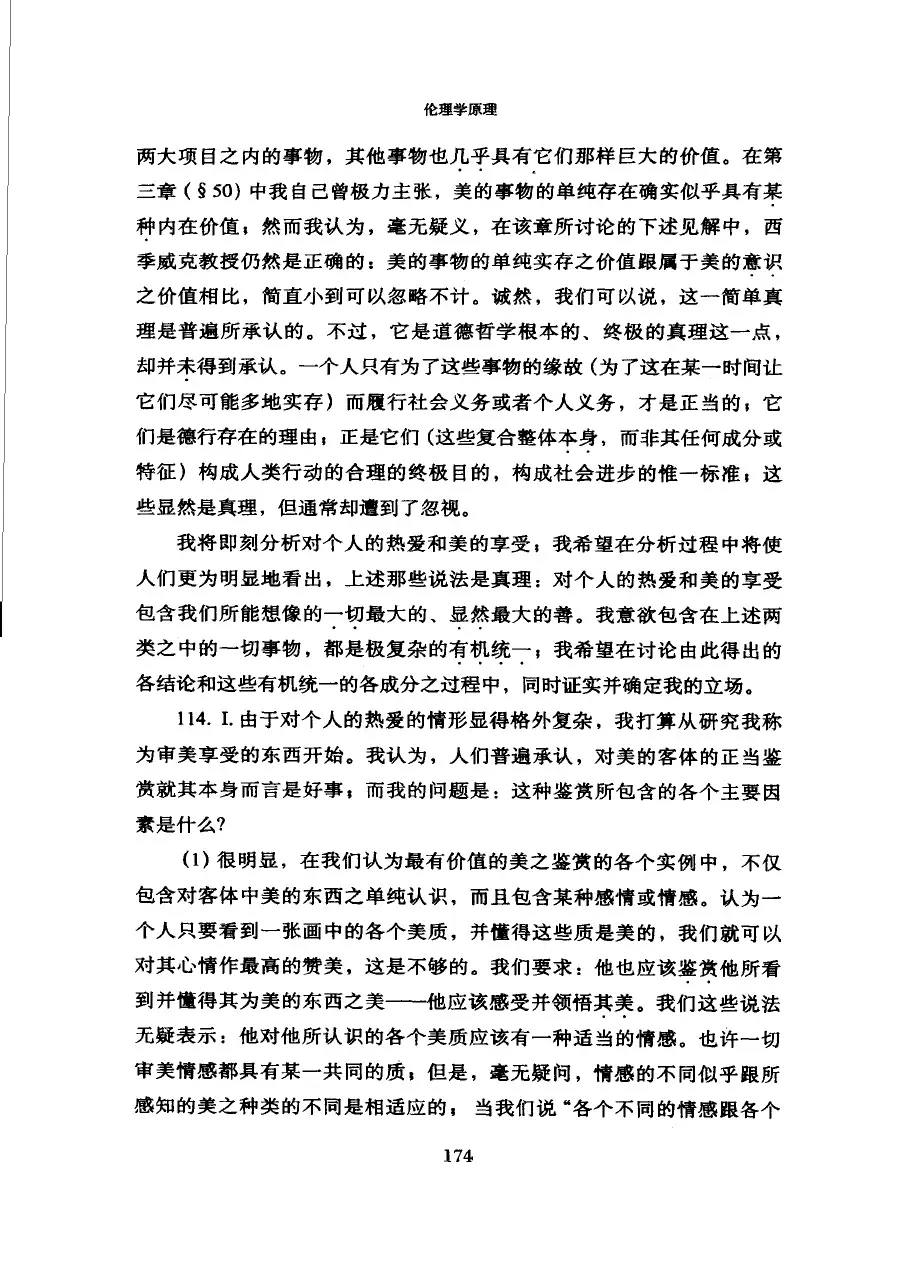 伦理学原理
两大项目之内的事物，其他事物也几乎具有它们那样巨大的价值。在第
三章（§50）中我自己曾极力主张，美的事物的单纯存在确实似乎具有某
种内在价值；然而我认为，毫无疑义，在该章所讨论的下述见解中，西
季威克教授仍然是正确的：美的事物的单纯实存之价值跟属于美的意识
之价值相比，简直小到可以忽略不计。诚然，我们可以说，这一简单真
理是普遍所承认的。不过，它是道德哲学根本的、终极的真理这一点，
却并未得到承认。一个人只有为了这些事物的缘故（为了这在某一时间让
它们尽可能多地实存）而履行社会义务或者个人义务，才是正当的；它
们是德行存在的理由；正是它们（这些复合整体本身，而非其任何成分或
特征）构成人类行动的合理的终极目的，构成社会进步的惟一标准；这
些显然是真理，但通常却遭到了忽视。
我将即刻分析对个人的热爱和美的享受；我希望在分析过程中将使
人们更为明显地看出，上述那些说法是真理：对个人的热爱和美的享受
包含我们所能想像的一切最大的、显然最大的善。我意欲包含在上述两
类之中的一切事物，都是极复杂的有机统一；我希望在讨论由此得出的
各结论和这些有机统一的各成分之过程中，同时证实并确定我的立场。
114. I. 由于对个人的热爱的情形显得格外复杂，我打算从研究我称
为审美享受的东西开始。我认为，人们普遍承认，对美的客体的正当鉴
赏就其本身而言是好事；而我的问题是：这种鉴赏所包含的各个主要因
素是什么？
（1）很明显，在我们认为最有价值的美之鉴赏的各个实例中，不仅
包含对客体中美的东西之单纯认识，而且包含某种感情或情感。认为一
个人只要看到一张画中的各个美质，并懂得这些质是美的，我们就可以
对其心情作最高的赞美，这是不够的。我们要求：他也应该鉴赏他所看
到并懂得其为美的东西之美——他应该感受并领悟其美。我们这些说法
无疑表示：他对他所认识的各个美质应该有一种适当的情感。也许一切
审美情感都具有某一共同的质；但是，毫无疑问，情感的不同似乎跟所
感知的美之种类的不同是相适应的； 当我们说“各个不同的情感跟各个
174